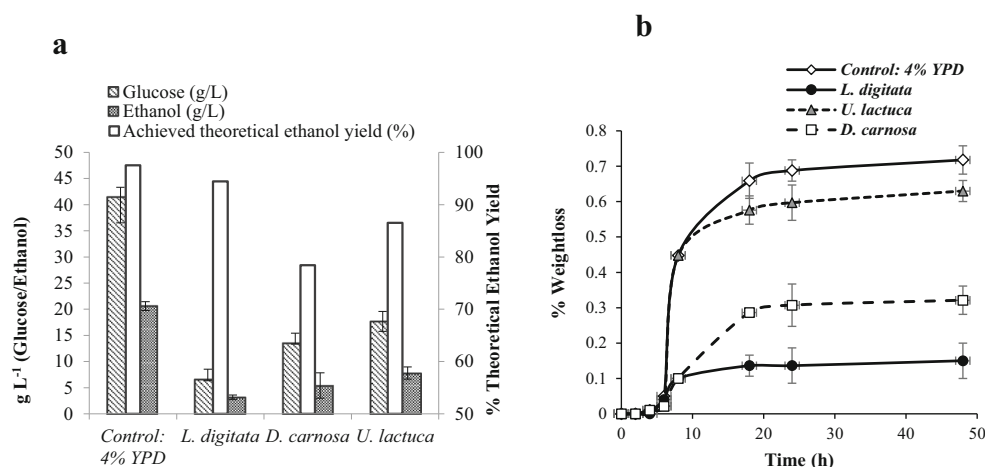 a
Glucose (g/L)
Ethanol (g/L)
Achieved theoretical ethanol yield (%)
g L-1 (Glucose/Ethanol)
50
45
40
35
30
25
20
15
10
5
0
100
90
80
70
60
50
% Theoretical Ethanol Yield
Control: L. digitata D. carnosa U. lactuca
4% YPD
b
Control: 4% YPD
L. digitata
U. lactuca
D. carnosa
% Weightloss
0.8
0.7
0.6
0.5
0.4
0.3
0.2
0.1
0
0 10 20 30 40 50
Time (h)